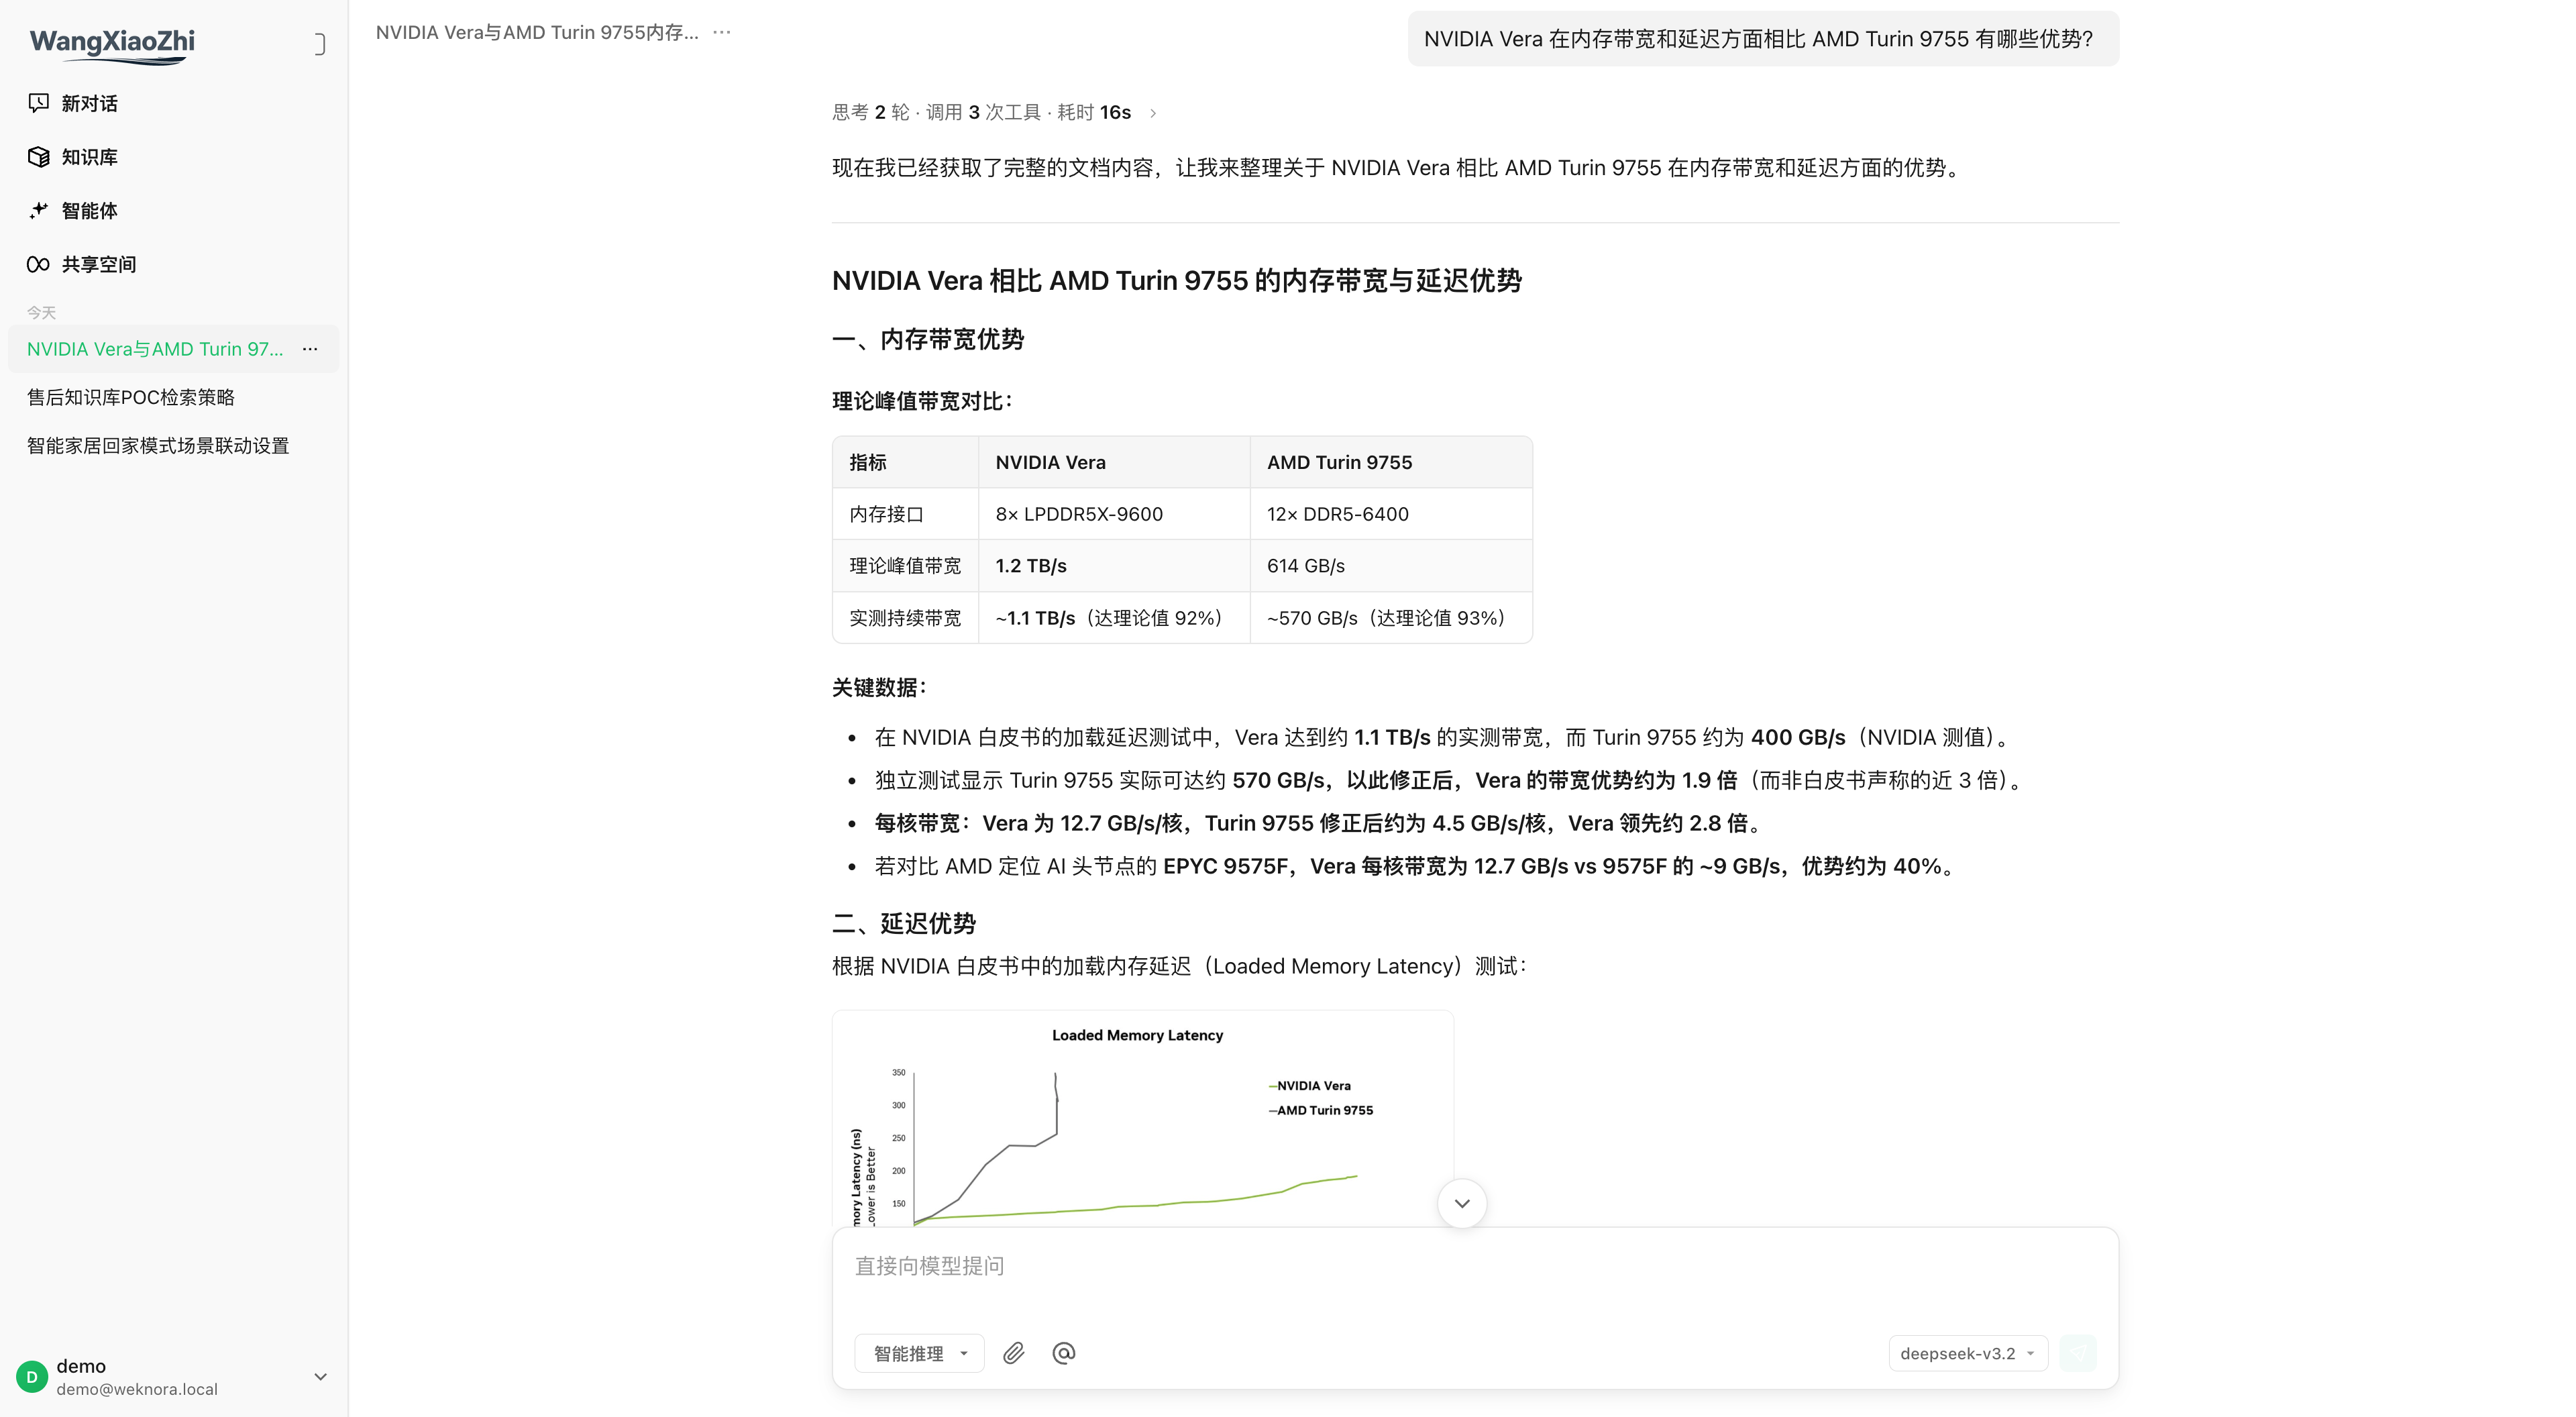 WangXiaoZhi
新对话
知识库
智能体
共享空间
今天
NVIDIA Vera与AMD Turin 97... ···
售后知识库POC检索策略
智能家居回家模式场景联动设置
D
demo
demo@weknora.local
NVIDIA Vera与AMD Turin 9755内存... ···
NVIDIA Vera 在内存带宽和延迟方面相比 AMD Turin 9755 有哪些优势?
思考 2 轮 · 调用 3 次工具 · 耗时 16s
现在我已经获取了完整的文档内容，让我来整理关于 NVIDIA Vera 相比 AMD Turin 9755 在内存带宽和延迟方面的优势。
NVIDIA Vera 相比 AMD Turin 9755 的内存带宽与延迟优势
一、内存带宽优势
理论峰值带宽对比：
指标 NVIDIA Vera AMD Turin 9755
内存接口 8× LPDDR5X-9600 12× DDR5-6400
理论峰值带宽 1.2 TB/s 614 GB/s
实测持续带宽 ~1.1 TB/s（达理论值 92%） ~570 GB/s（达理论值 93%）
关键数据：
• 在 NVIDIA 白皮书的加载延迟测试中，Vera 达到约 1.1 TB/s 的实测带宽，而 Turin 9755 约为 400 GB/s（NVIDIA 测值）。
• 独立测试显示 Turin 9755 实际可达约 570 GB/s，以此修正后，Vera 的带宽优势约为 1.9 倍（而非白皮书声称的近 3 倍）。
• 每核带宽：Vera 为 12.7 GB/s/核，Turin 9755 修正后约为 4.5 GB/s/核，Vera 领先约 2.8 倍。
• 若对比 AMD 定位 AI 头节点的 EPYC 9575F，Vera 每核带宽为 12.7 GB/s vs 9575F 的 ~9 GB/s，优势约为 40%。
二、延迟优势
根据 NVIDIA 白皮书中的加载内存延迟（Loaded Memory Latency）测试：
Loaded Memory Latency
350
300
250
200
150
mory Latency (ns)
Lower is Better
NVIDIA Vera
AMD Turin 9755
直接向模型提问
智能推理
deepseek-v3.2